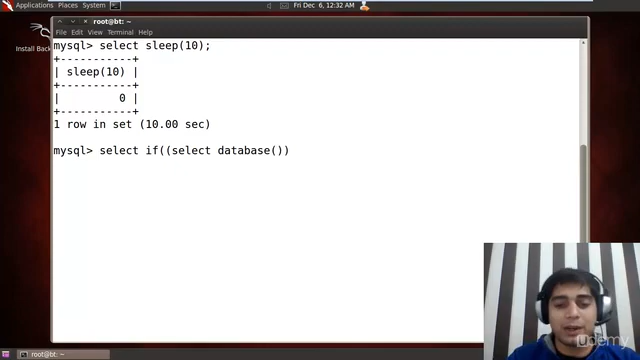 Applications Places System
Fri Dec 6, 12:32 AM
root@bt: ~
File Edit View Terminal Help
Install Back
mysql> select sleep(10);
+-----------+
| sleep(10) |
+-----------+
|         0 |
+-----------+
1 row in set (10.00 sec)
mysql> select if((select database())
root@bt: ~
udemy